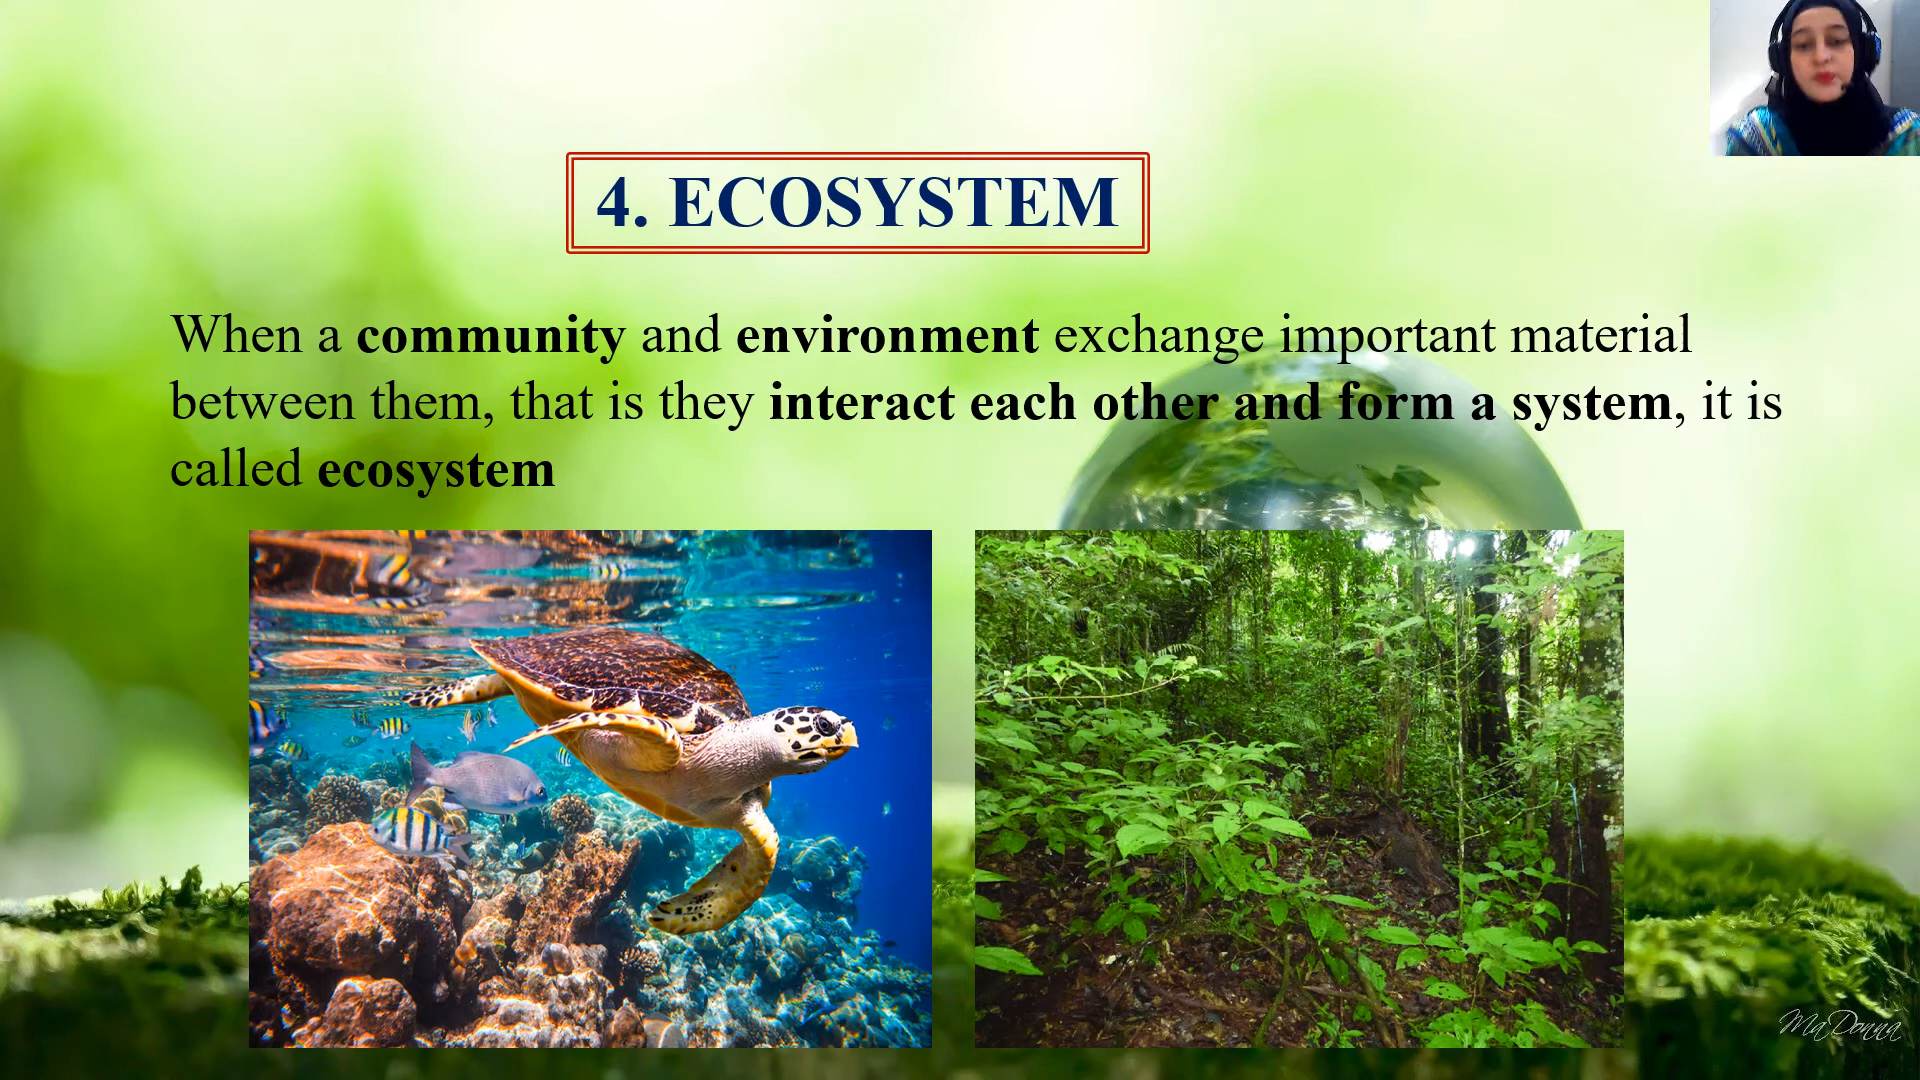 4. ECOSYSTEM
When a community and environment exchange important material
between them, that is they interact each other and form a system, it is
called ecosystem
MaDonna